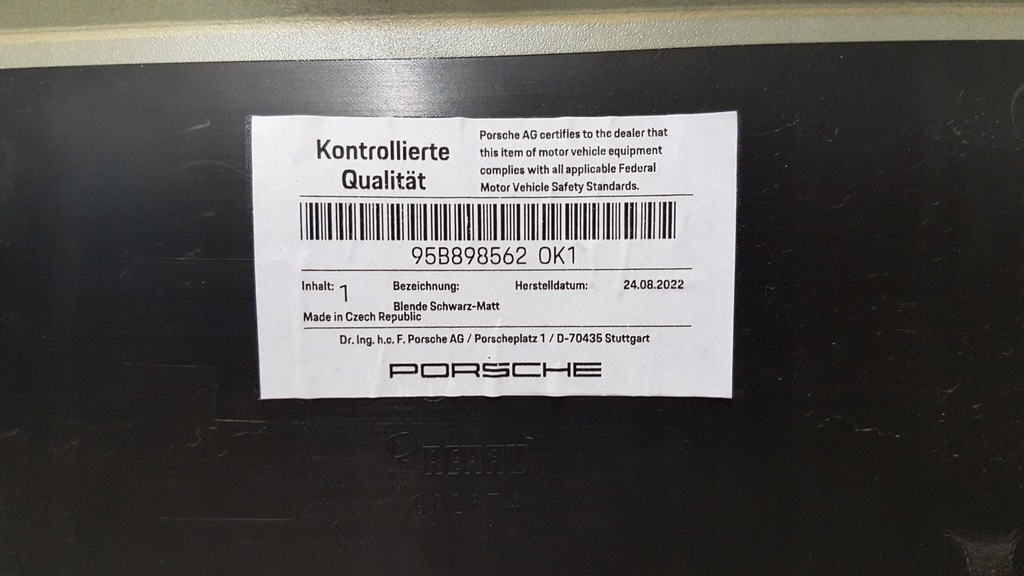 Kontrollierte
Qualität
Porsche AG certifies to the dealer that
this item of motor vehicle equipment
complies with all applicable Federal
Motor Vehicle Safety Standards.
95B898562 OK1
Inhalt: 1 Bezeichnung: Herstelldatum: 24.08.2022
Blende Schwarz-Matt
Made in Czech Republic
Dr. Ing. h.c. F. Porsche AG / Porscheplatz 1 / D-70435 Stuttgart
PORSCHE
REHAU